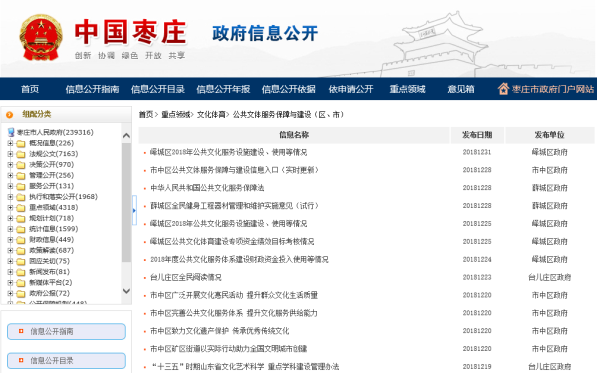 中国枣庄 政府信息公开
创新 协调 绿色 开放 共享
首页 信息公开指南 信息公开目录 信息公开年报 信息公开依据 依申请公开 重点领域 意见箱 枣庄市政府门户网站
细配分类
枣庄市人民政府(239316)
概况信息(226)
法规公文(7163)
决策公开(970)
管理公开(256)
服务公开(131)
执行和落实公开(1968)
重点领域(4318)
规划计划(718)
统计信息(1599)
财政信息(449)
政策解读(687)
回应关切(75)
新闻发布(81)
新媒体平台(2)
政府公报(72)
信息公开指南
信息公开目录
首页> 重点领域> 文化体育> 公共文体服务保障与建设（区、市）
信息名称 发布日期 发布单位
峄城区2018年公共文化服务设施建设、使用等情况 20181231 峄城区政府
市中区公共文体服务保障与建设信息入口（实时更新） 20181228 市中区政府
中华人民共和国公共文化服务保障法 20181228 薛城区政府
薛城区全民健身工程器材管理和维护实施意见（试行） 20181228 薛城区政府
峄城区2018年公共文化服务设施建设、使用等情况 20181225 峄城区政府
峄城区公共文化体育建设专项资金绩效目标考核情况 20181225 峄城区政府
2018年度公共文化服务体系建设财政资金投入使用等情况 20181224 峄城区政府
台儿庄区全民阅读情况 20181223 台儿庄区政府
市中区广泛开展文化惠民活动 提升群众文化生活质量 20181220 市中区政府
市中区完善公共文化服务体系 提升文化服务供给能力 20181220 市中区政府
市中区致力文化遗产保护 传承优秀传统文化 20181220 市中区政府
市中区矿区街道以实际行动助力全国文明城市创建 20181220 市中区政府
“十三五”时期山东省文化艺术科学 重点学科建设管理办法 20181219 台儿庄区政府